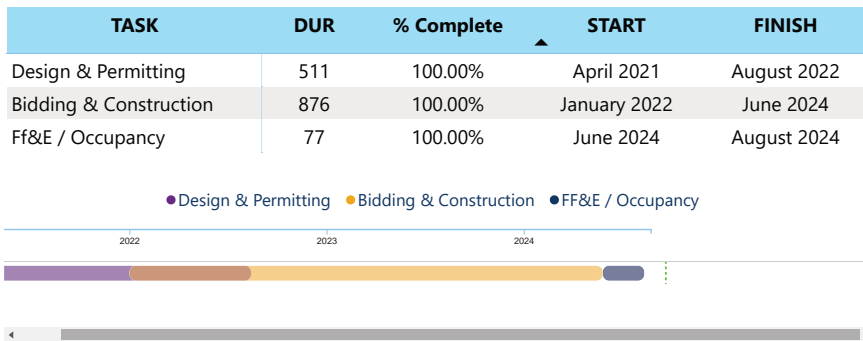 TASK DUR % Complete START FINISH
Design & Permitting 511 100.00% April 2021 August 2022
Bidding & Construction 876 100.00% January 2022 June 2024
Ff&E / Occupancy 77 100.00% June 2024 August 2024
Design & Permitting Bidding & Construction FF&E / Occupancy
2022 2023 2024